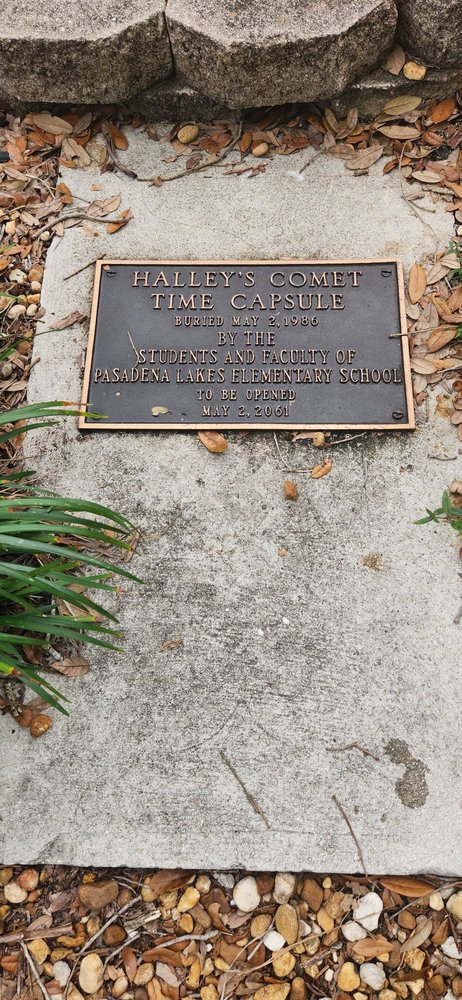 HALLEY'S COMET
TIME CAPSULE
BURIED MAY 2, 1986
BY THE
STUDENTS AND FACULTY OF
PASADENA LAKES ELEMENTARY SCHOOL
TO BE OPENED
MAY 2, 2061